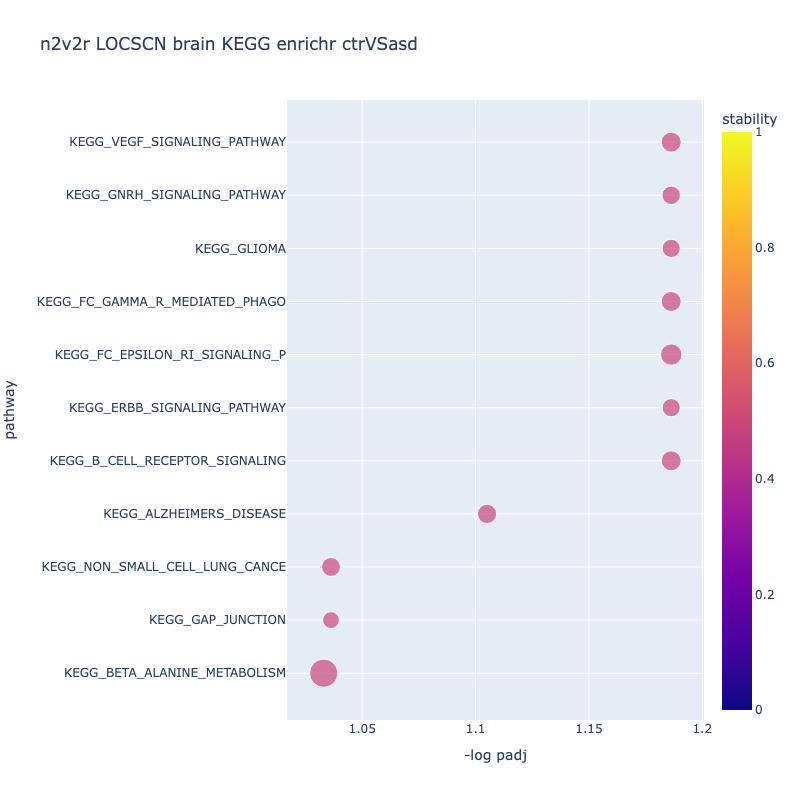 n2v2r LOCSCN brain KEGG enrichr ctrVSasd
stability
KEGG_VEGF_SIGNALING_PATHWAY
KEGG_GNRH_SIGNALING_PATHWAY
KEGG_GLIOMA
KEGG_FC_GAMMA_R_MEDIATED_PHAGO
KEGG_FC_EPSILON_RI_SIGNALING_P
KEGG_ERBB_SIGNALING_PATHWAY
KEGG_B_CELL_RECEPTOR_SIGNALING
KEGG_ALZHEIMERS_DISEASE
KEGG_NON_SMALL_CELL_LUNG_CANCE
KEGG_GAP_JUNCTION
KEGG_BETA_ALANINE_METABOLISM
pathway
1.05 1.1 1.15 1.2
-log padj
1
0.8
0.6
0.4
0.2
0